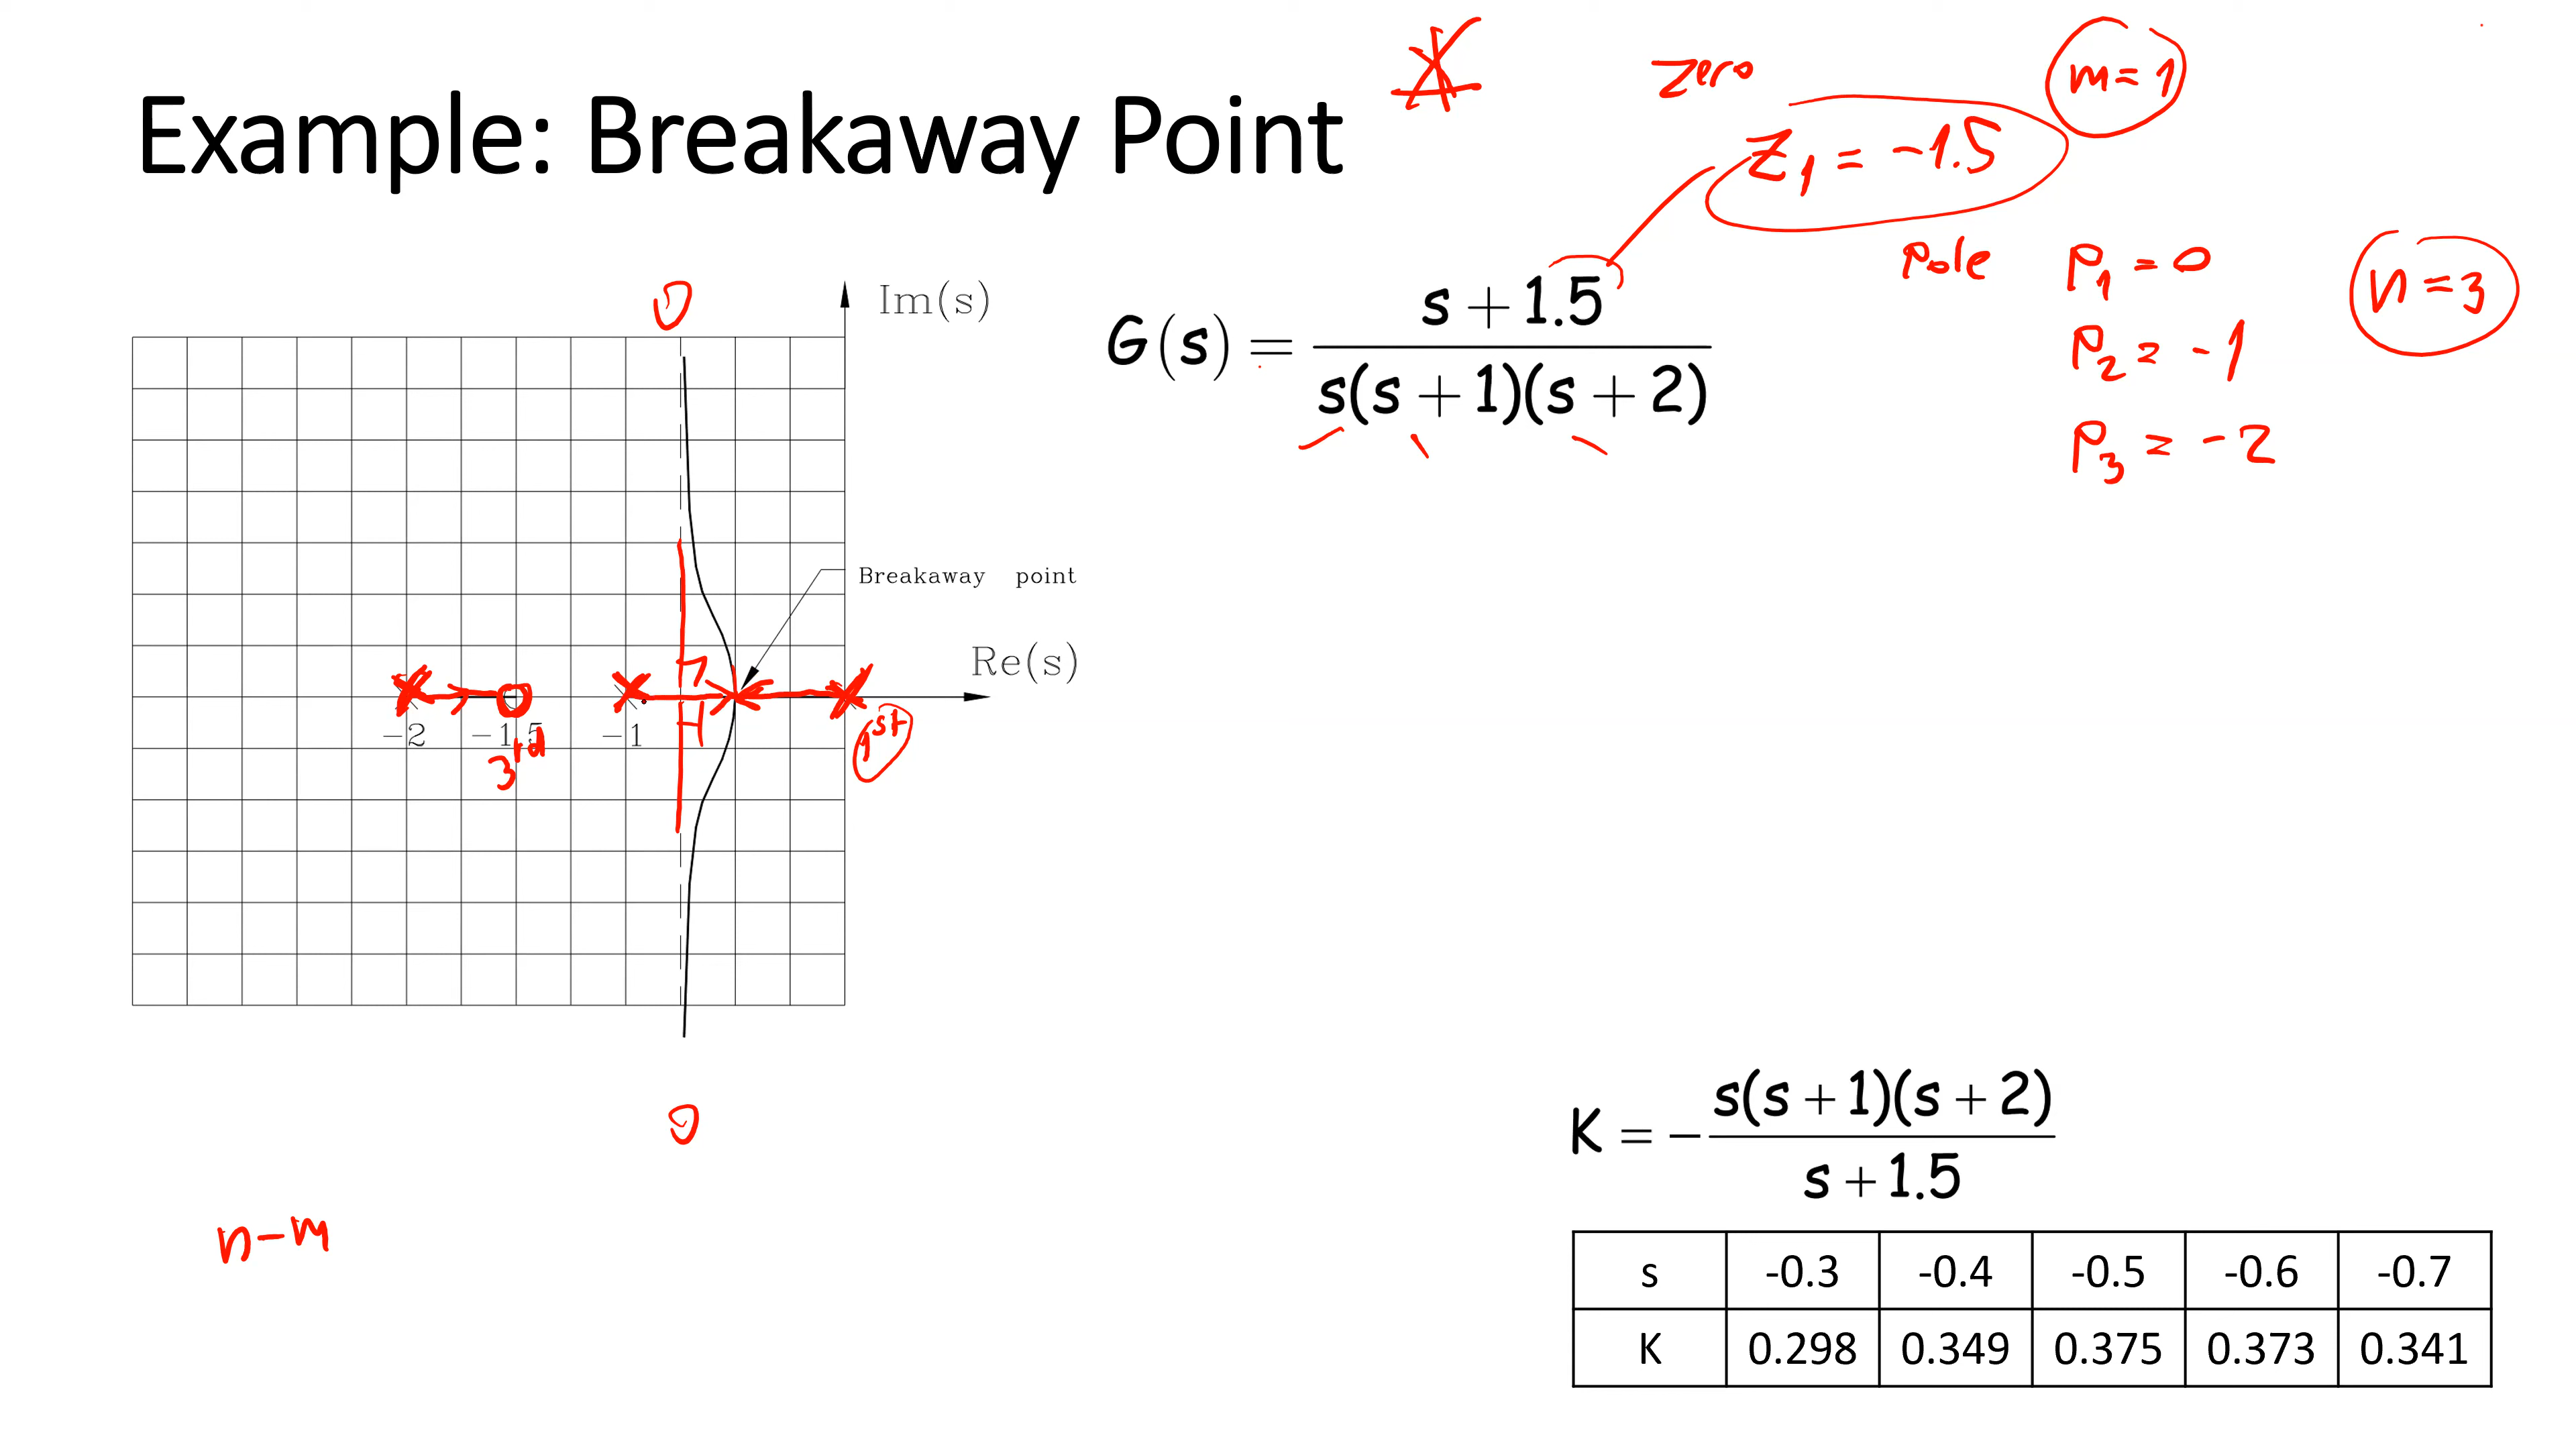 Example: Breakaway Point
zero
m=1
z₁ = -1.5
Pole
P₁ = 0
P₂ = -1
P₃ = -2
n=3
G(s) = (s+1.5) / (s(s+1)(s+2))
Im(s)
Breakaway point
Re(s)
-2
-1.5
-1
3rd
1st
n-m
K = - s(s+1)(s+2) / (s+1.5)
s -0.3 -0.4 -0.5 -0.6 -0.7
K 0.298 0.349 0.375 0.373 0.341